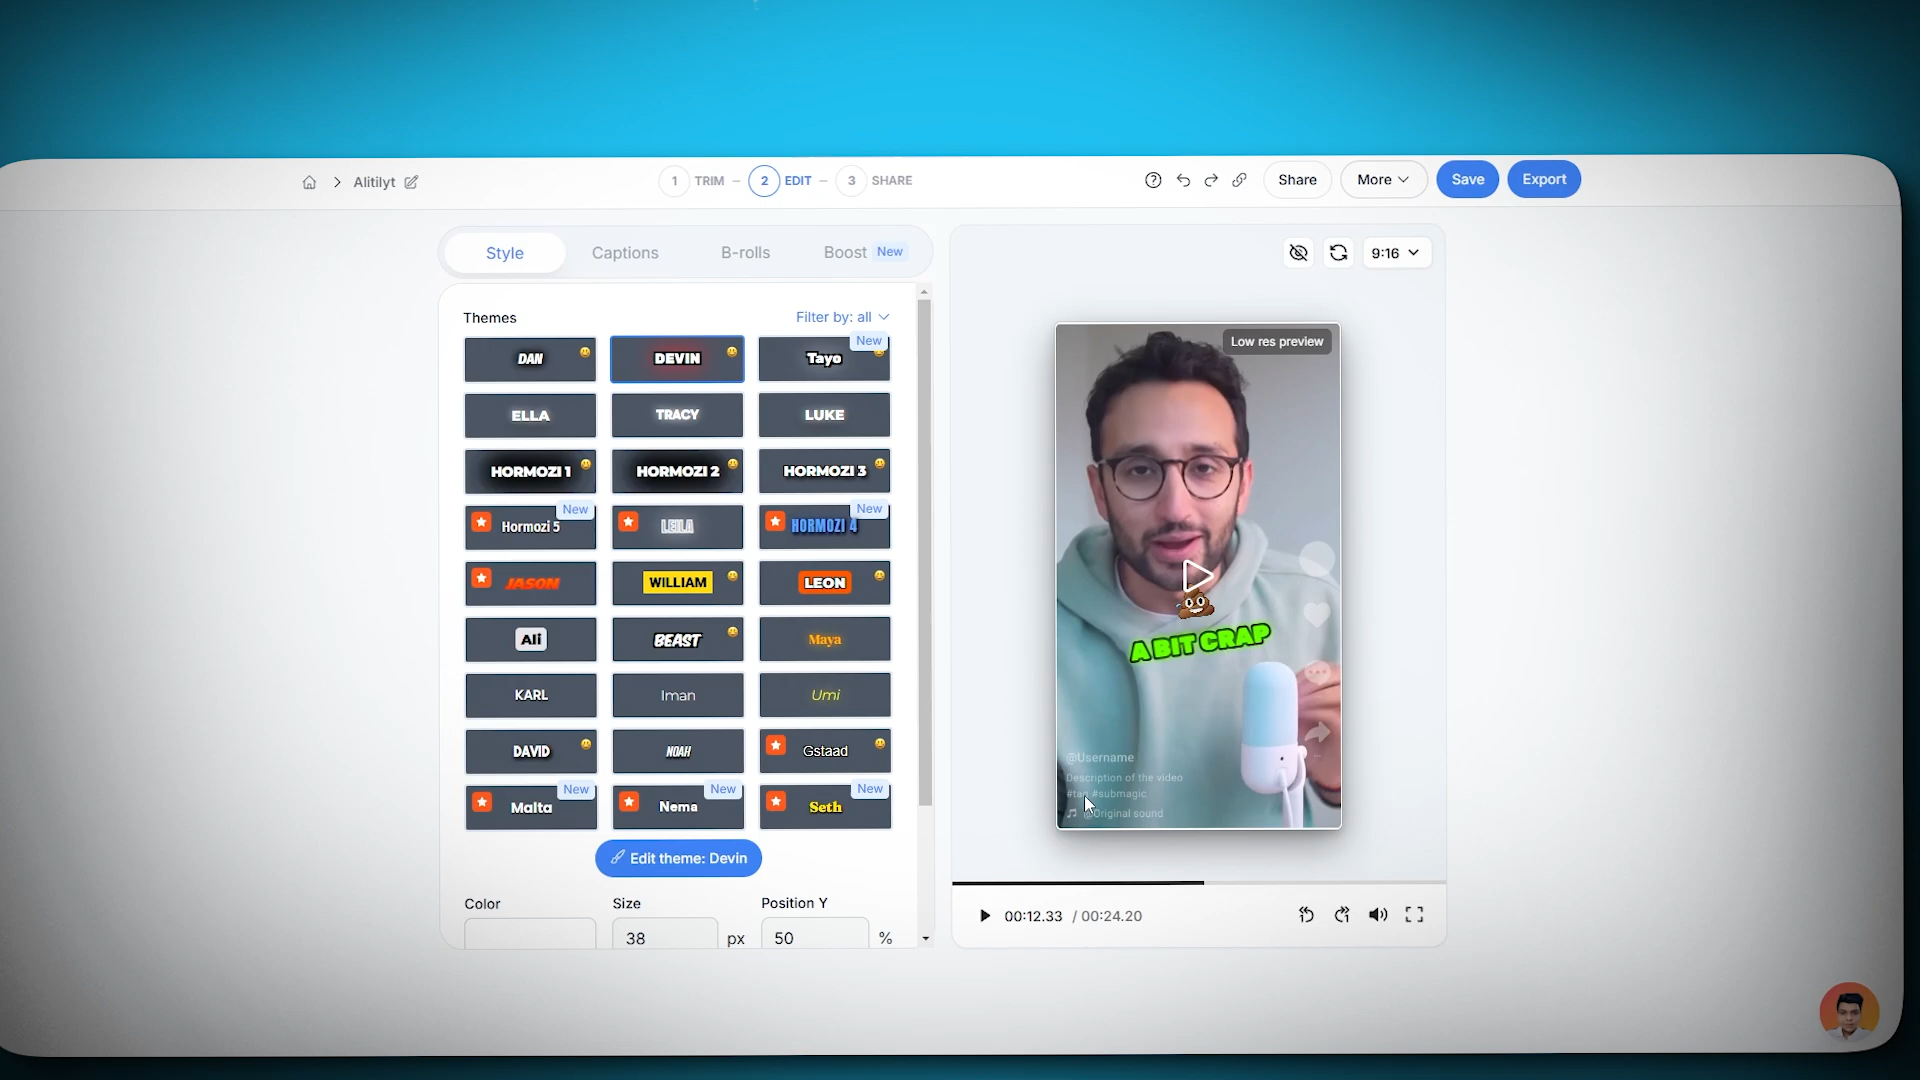 Alitilyt
1 TRIM
2 EDIT
3 SHARE
Share
More
Save
Export
Style
Captions
B-rolls
Boost New
9:16
Themes
Filter by: all
DAN
DEVIN
Tayo New
ELLA
TRACY
LUKE
HORMOZI 1
HORMOZI 2
HORMOZI 3
Hormozi 5 New
LEILA
HORMOZI 4 New
JASON
WILLIAM
LEON
Ali
BEAST
Maya
KARL
Iman
Umi
DAVID
NOAH
Gstaad
Malta New
Nema New
Seth New
Edit theme: Devin
Color
Size
Position Y
38 px
50 %
Low res preview
A BIT CRAP
@Username
Description of the video
#tag #submagic
@Original sound
00:12.33 / 00:24.20